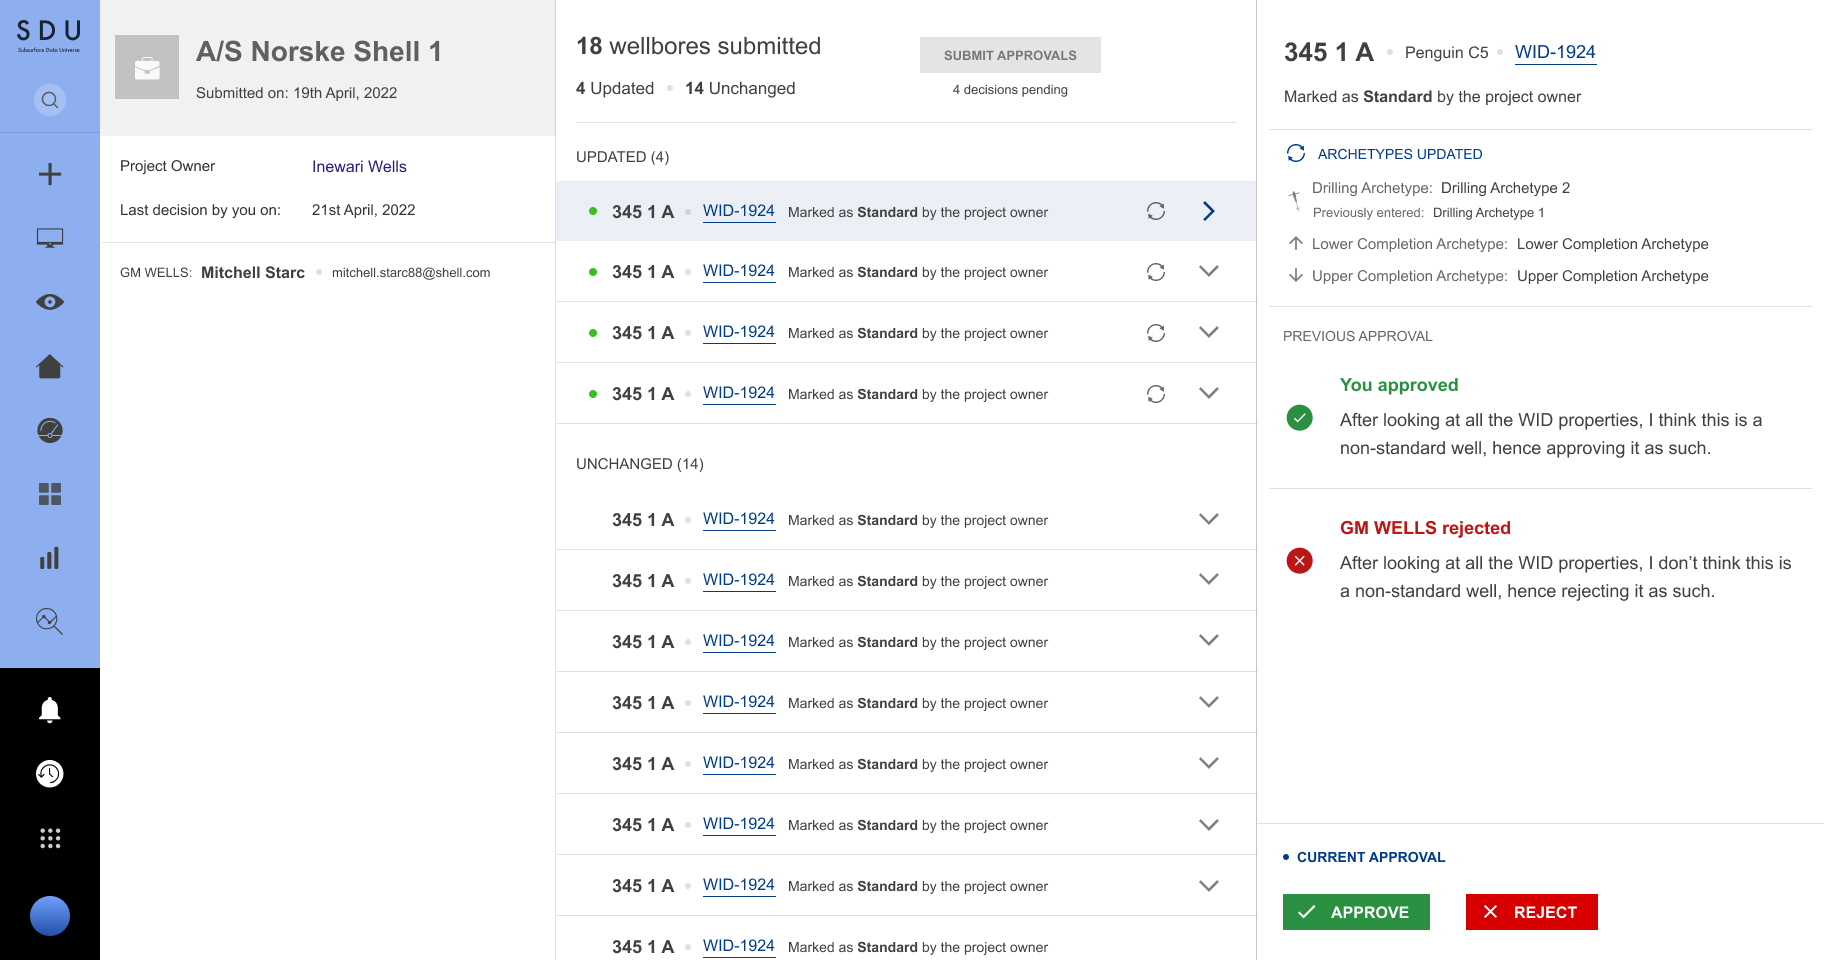 SDU
Subsurface Data Universe
A/S Norske Shell 1
Submitted on: 19th April, 2022
Project Owner Inewari Wells
Last decision by you on: 21st April, 2022
GM WELLS: Mitchell Starc • mitchell.starc88@shell.com
18 wellbores submitted
SUBMIT APPROVALS
4 Updated • 14 Unchanged
4 decisions pending
UPDATED (4)
345 1 A • WID-1924 Marked as Standard by the project owner
345 1 A • WID-1924 Marked as Standard by the project owner
345 1 A • WID-1924 Marked as Standard by the project owner
345 1 A • WID-1924 Marked as Standard by the project owner
UNCHANGED (14)
345 1 A • WID-1924 Marked as Standard by the project owner
345 1 A • WID-1924 Marked as Standard by the project owner
345 1 A • WID-1924 Marked as Standard by the project owner
345 1 A • WID-1924 Marked as Standard by the project owner
345 1 A • WID-1924 Marked as Standard by the project owner
345 1 A • WID-1924 Marked as Standard by the project owner
345 1 A • WID-1924 Marked as Standard by the project owner
345 1 A • WID-1924 Marked as Standard by the project owner
345 1 A • Penguin C5 • WID-1924
Marked as Standard by the project owner
ARCHETYPES UPDATED
Drilling Archetype: Drilling Archetype 2
Previously entered: Drilling Archetype 1
Lower Completion Archetype: Lower Completion Archetype
Upper Completion Archetype: Upper Completion Archetype
PREVIOUS APPROVAL
You approved
After looking at all the WID properties, I think this is a
non-standard well, hence approving it as such.
GM WELLS rejected
After looking at all the WID properties, I don’t think this is
a non-standard well, hence rejecting it as such.
• CURRENT APPROVAL
APPROVE
REJECT